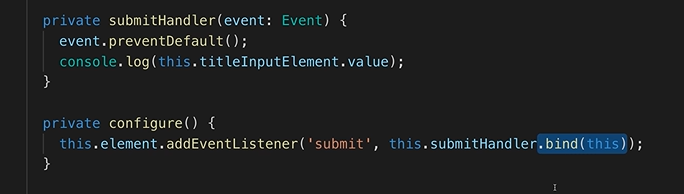 private submitHandler(event: Event) {
event.preventDefault();
console.log(this.titleInputElement.value);
}
private configure() {
this.element.addEventListener('submit', this.submitHandler.bind(this));
}